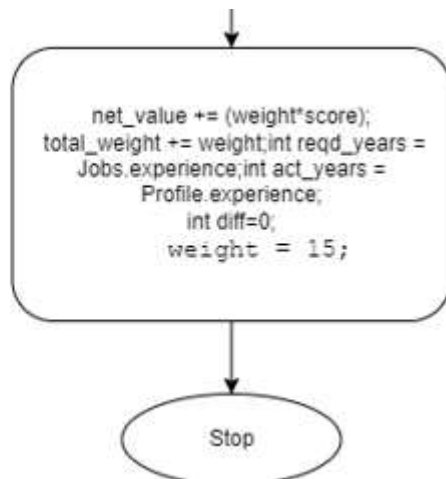 net_value += (weight*score);
total_weight += weight;int reqd_years =
Jobs.experience;int act_years =
Profile.experience;
int diff=0;
weight = 15;
Stop